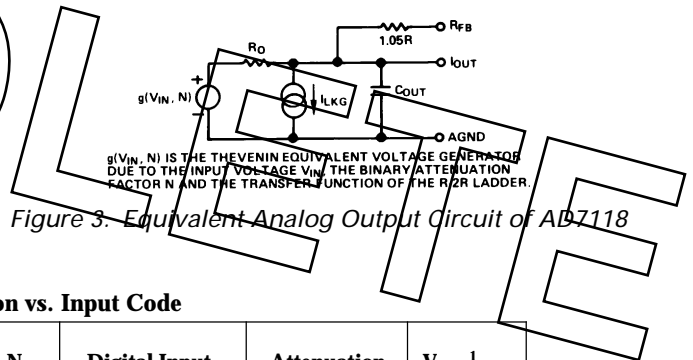 RFB
1.05R
RO
IOUT
+
g(VIN, N)
ILKG
COUT
−
AGND
g(VIN, N) IS THE THEVENIN EQUIVALENT VOLTAGE GENERATOR
DUE TO THE INPUT VOLTAGE VIN, THE BINARY ATTENUATION
FACTOR N AND THE TRANSFER FUNCTION OF THE R/2R LADDER.
Figure 3. Equivalent Analog Output Circuit of AD7118
on vs. Input Code
N
Digital Input
Attenuation
LETE